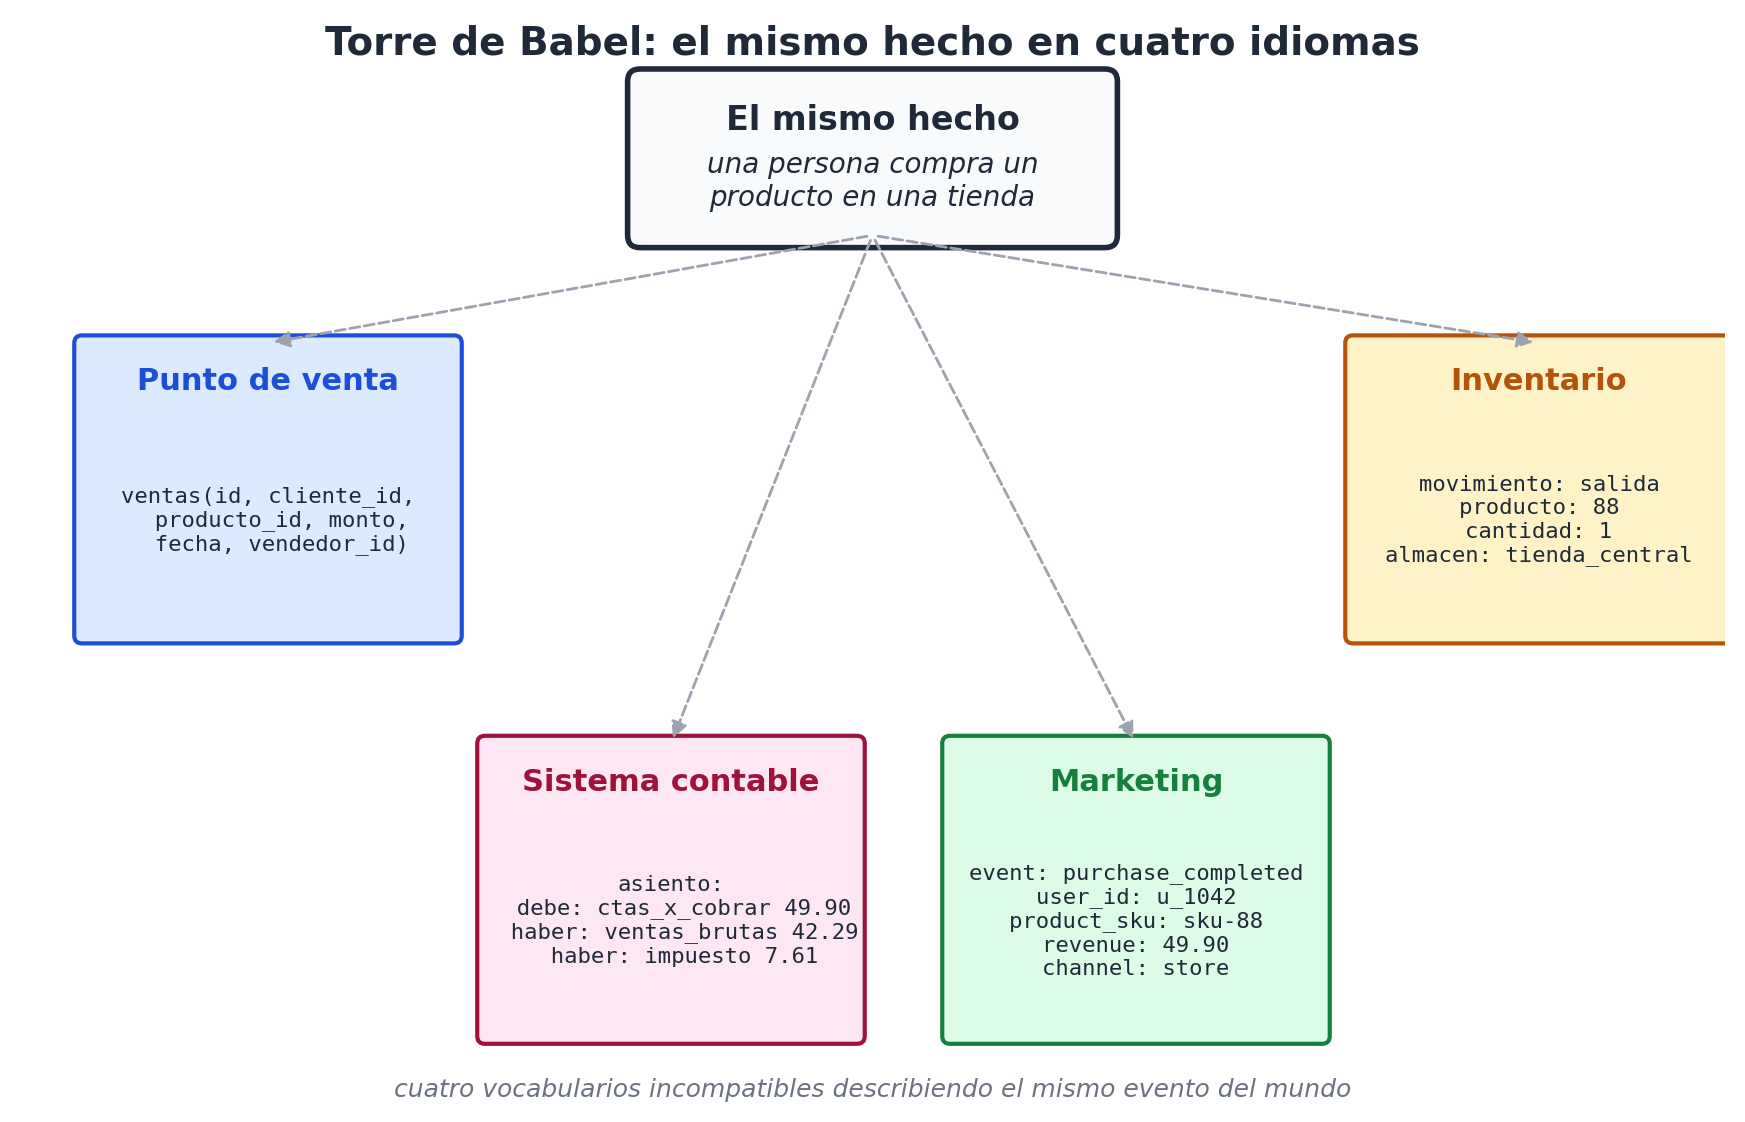 Torre de Babel: el mismo hecho en cuatro idiomas
El mismo hecho
una persona compra un
producto en una tienda
Punto de venta
ventas(id, cliente_id,
producto_id, monto,
fecha, vendedor_id)
Inventario
movimiento: salida
producto: 88
cantidad: 1
almacen: tienda_central
Sistema contable
asiento:
debe: ctas_x_cobrar 49.90
haber: ventas_brutas 42.29
haber: impuesto 7.61
Marketing
event: purchase_completed
user_id: u_1042
product_sku: sku-88
revenue: 49.90
channel: store
cuatro vocabularios incompatibles describiendo el mismo evento del mundo